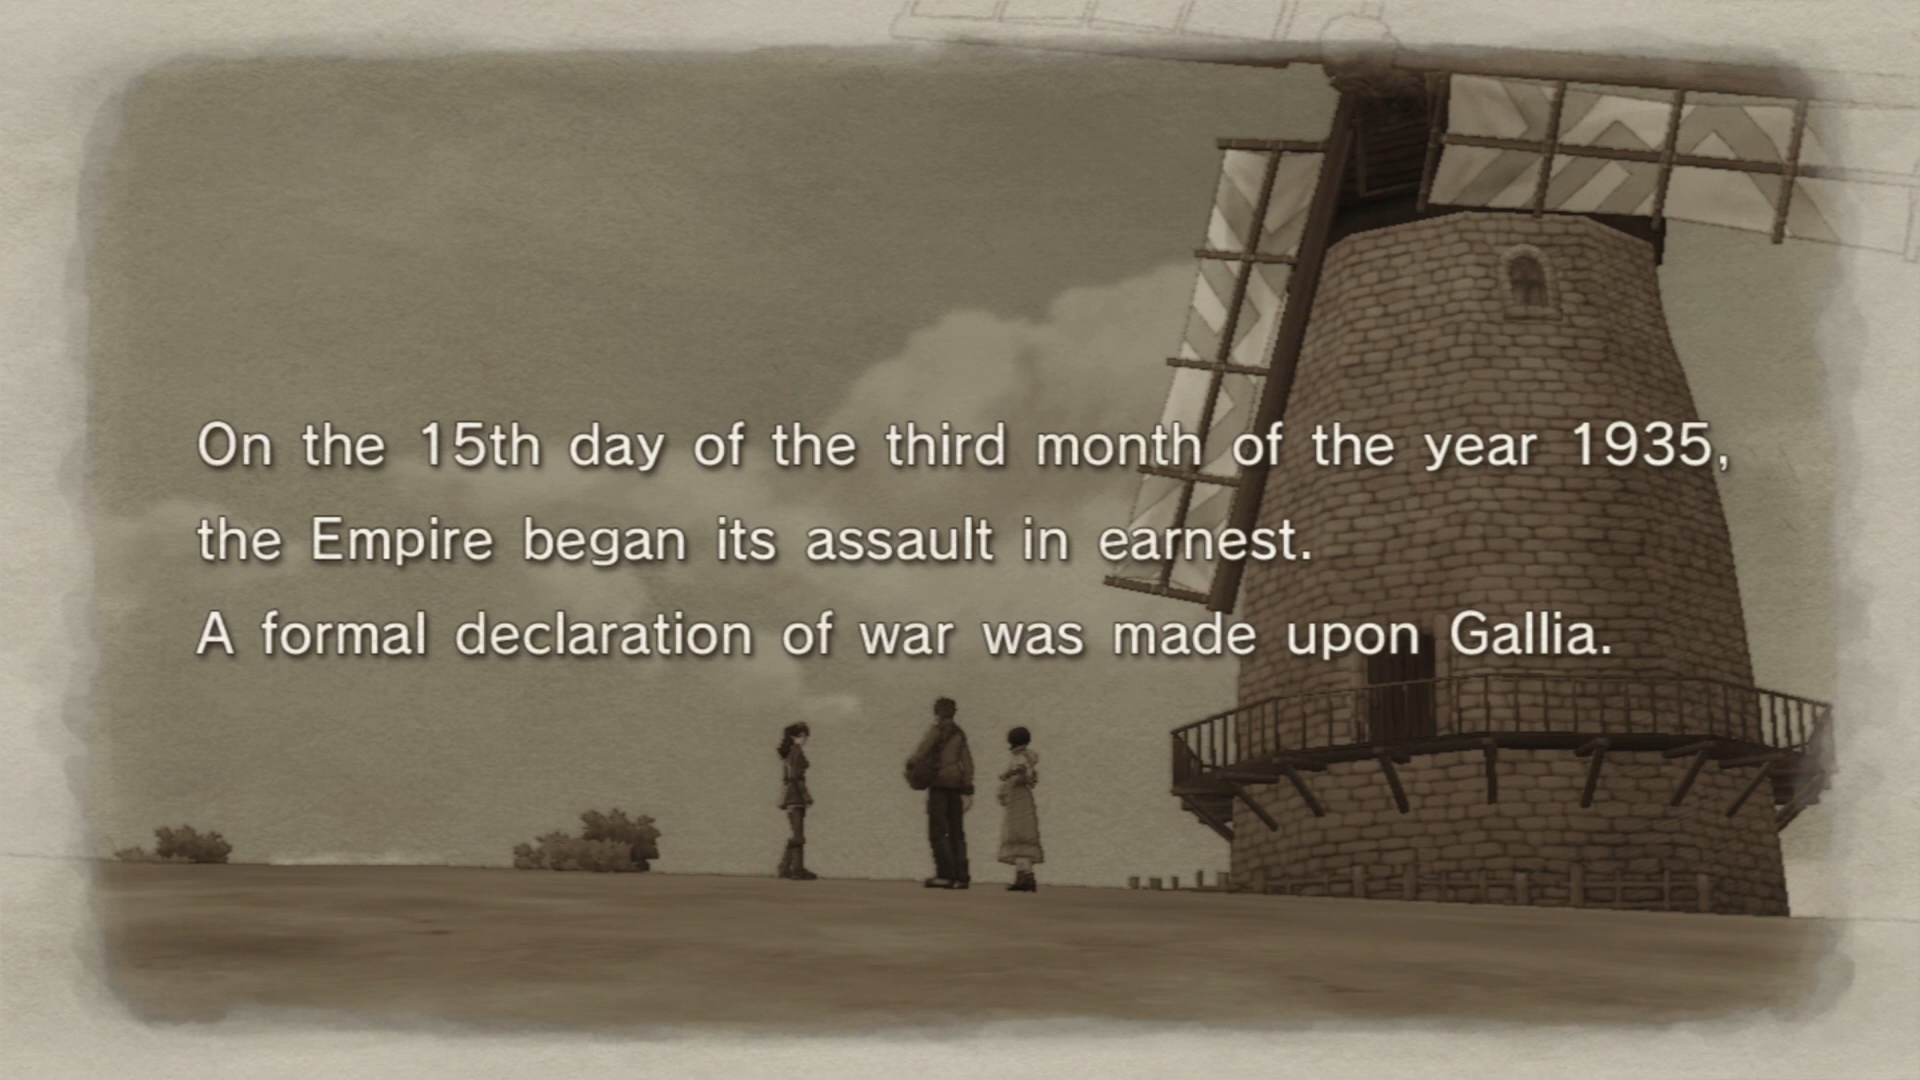 On the 15th day of the third month of the year 1935,
the Empire began its assault in earnest.
A formal declaration of war was made upon Gallia.